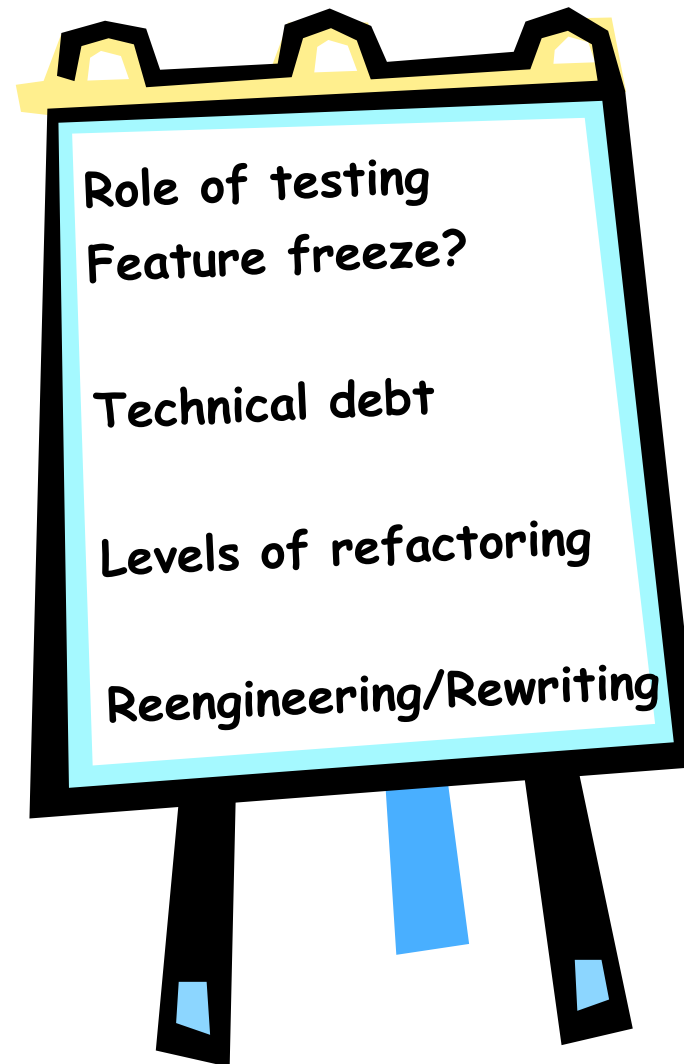 Role of testing
Feature freeze?
Technical debt
Levels of refactoring
Reengineering/Rewriting